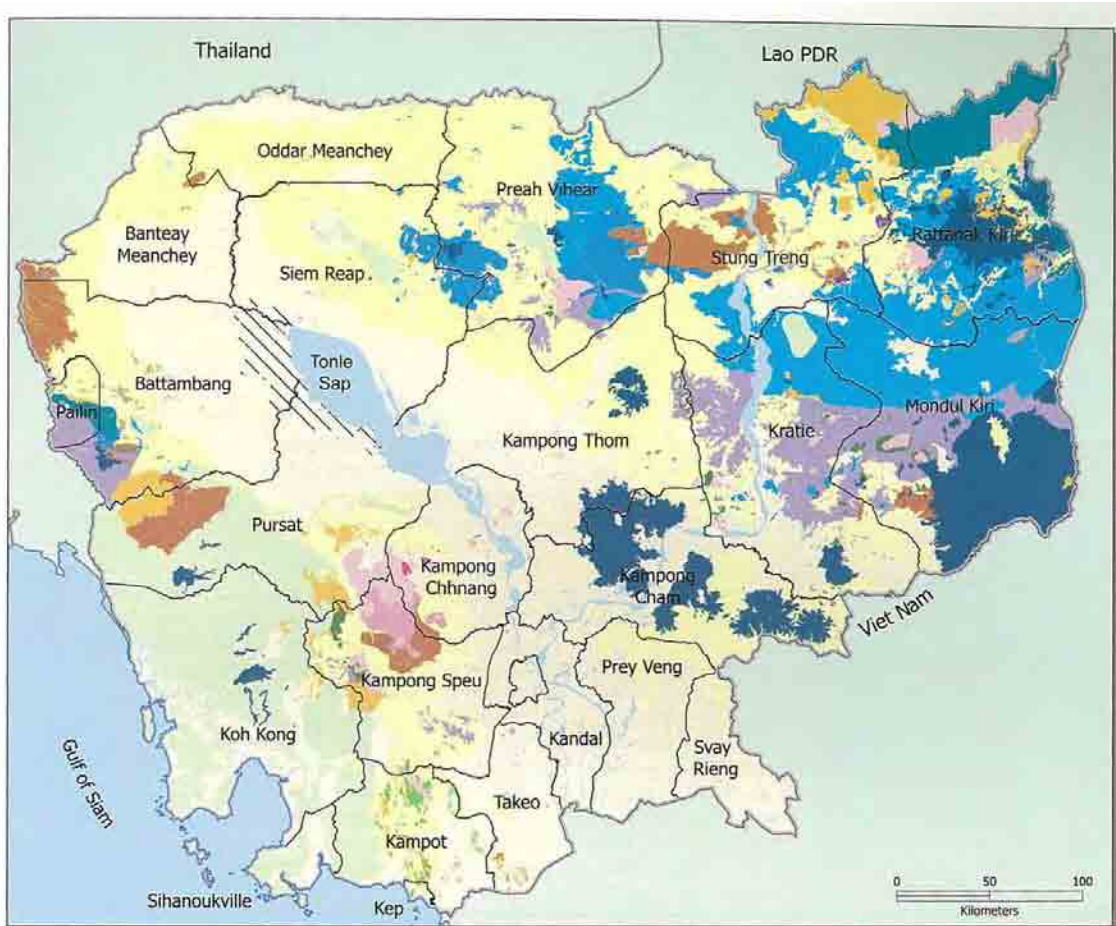 Thailand
Lao PDR
Oddar Meanchey
Preah Vihear
Banteay
Meanchey
Siem Reap
Stung Treng
Rattanak Kiri
Tonle
Sap
Battambang
Pailin
Mondul Kiri
Kratie
Kampong Thom
Pursat
Kampong
Chhnang
Kampong
Cham
Viet Nam
Prey Veng
Kampong Speu
Koh Kong
Kandal
Svay
Rieng
Gulf of Siam
Takeo
Kampot
Sihanoukville
Kep
0 50 100
Kilometers